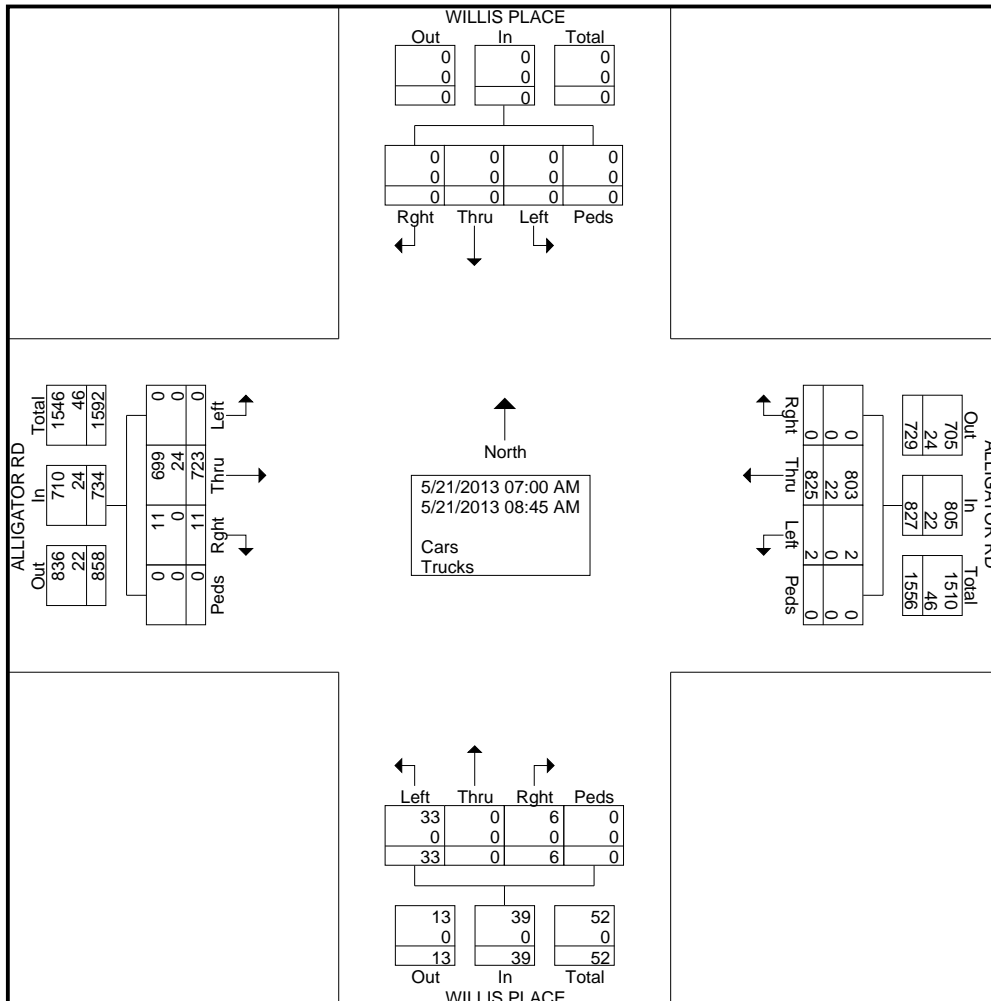 WILLIS PLACE
Out In Total
0 0 0
0 0 0
0 0 0
0 0 0 0
0 0 0 0
0 0 0 0
Rght Thru Left Peds
ALLIGATOR RD
Total In Out
1546 710 836
46 24 22
1592 734 858
0 699 11 0
0 24 0 0
0 723 11 0
Left Thru Rght Peds
North
5/21/2013 07:00 AM
5/21/2013 08:45 AM
Cars
Trucks
Rght Thru Left Peds
0 825 2 0
0 22 0 0
0 803 2 0
729 827 1556
24 22 46
705 805 1510
Out In Total
ALLIGATOR RD
Left Thru Rght Peds
33 0 6 0
0 0 0 0
33 0 6 0
13 39 52
0 0 0
13 39 52
Out In Total
WILLIS PLACE